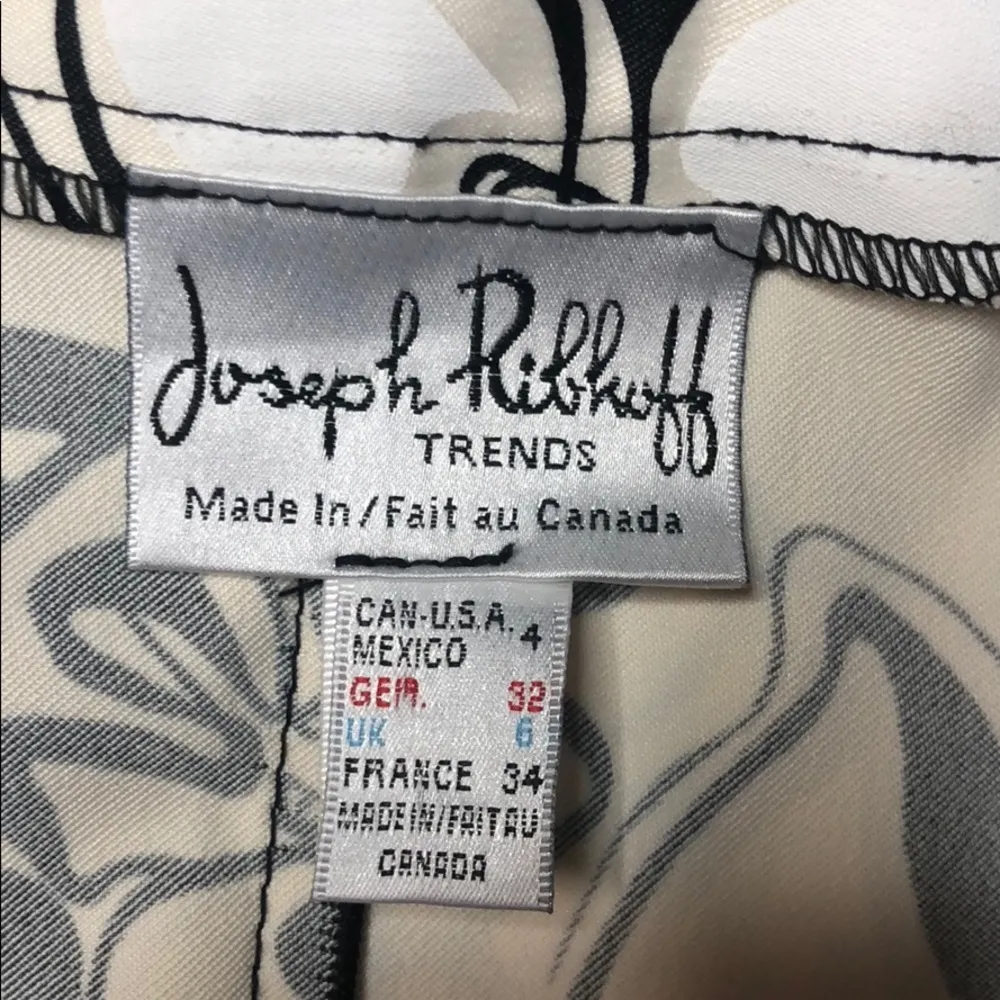 Joseph Ribkoff
TRENDS
Made In/Fait au Canada
CAN-U.S.A. 4
MEXICO
GER. 32
UK 6
FRANCE 34
MADE IN/FAIT AU
CANADA